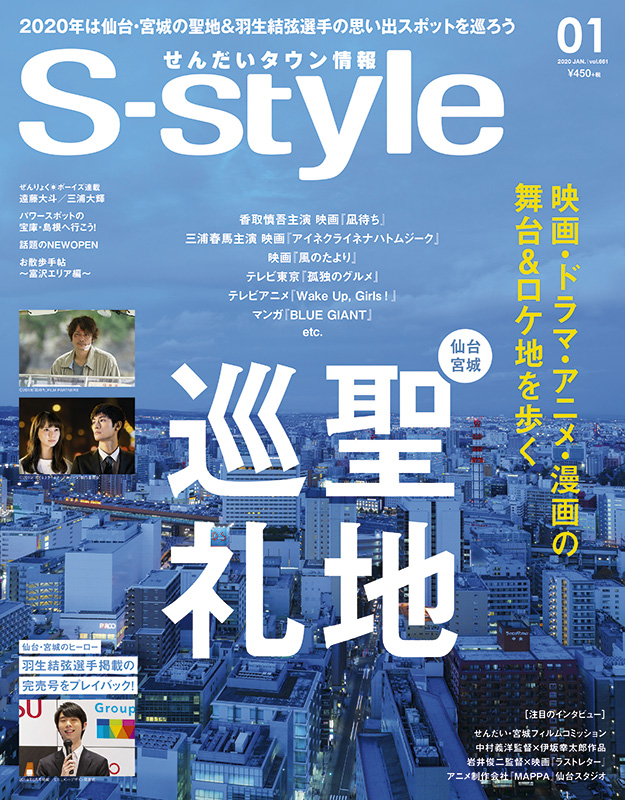 2020年は仙台・宮城の聖地&羽生結弦選手の思い出スポットを巡ろう
せんだいタウン情報
S-style
01
2020 JAN. | vol.661
¥450+税
映画・ドラマ・アニメ・漫画の
舞台&ロケ地を歩く
ぜんりょく＊ボーイズ連載
遠藤大斗／三浦大輝
パワースポットの
宝庫・島根へ行こう!
話題のNEWOPEN
お散歩手帖
〜富沢エリア編〜
香取慎吾主演 映画『凪待ち』
三浦春馬主演 映画『アイネクライネナハトムジーク』
映画『風のたより』
テレビ東京『孤独のグルメ』
テレビアニメ『Wake Up, Girls！』
マンガ『BLUE GIANT』
etc.
仙台
宮城
聖地
巡礼
仙台・宮城のヒーロー
羽生結弦選手掲載の
完売号をプレイバック!
SU
Group
［注目のインタビュー］
せんだい・宮城フィルムコミッション
中村義洋監督×伊坂幸太郎作品
岩井俊二監督×映画『ラストレター』
アニメ制作会社「MAPPA」仙台スタジオ